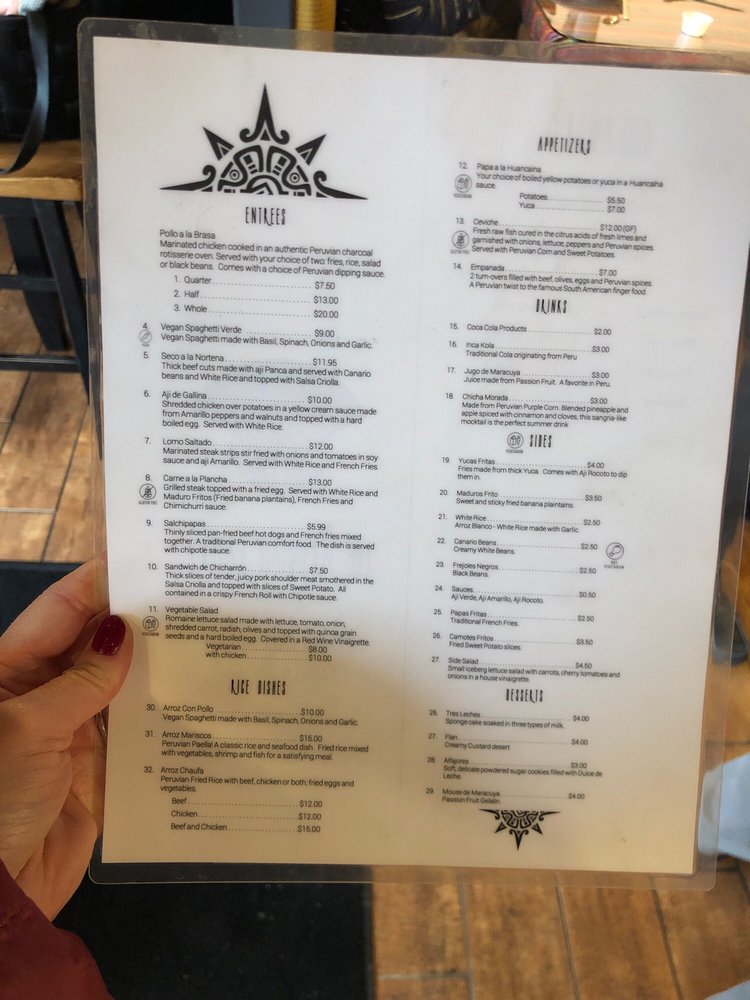 ENTREES
Pollo a la Brasa
Marinated chicken cooked in an authentic Peruvian charcoal
rotisserie oven. Served with your choice of two: fries, rice, salad
or black beans. Comes with a choice of Peruvian dipping sauce.
1. Quarter $7.50
2. Half $13.00
3. Whole $20.00
4. Vegan Spaghetti Verde $9.00
Vegan Spaghetti made with Basil, Spinach, Onions and Garlic.
5. Seco a la Nortena $11.95
Thick beef cuts made with aji Panca and served with Canario
beans and White Rice and topped with Salsa Criolla.
6. Aji de Gallina $10.00
Shredded chicken over potatoes in a yellow cream sauce made
from Amarillo peppers and walnuts and topped with a hard
boiled egg. Served with White Rice.
7. Lomo Saltado $12.00
Marinated steak strips stir fried with onions and tomatoes in soy
sauce and aji Amarillo. Served with White Rice and French Fries.
8. Carne a la Plancha $13.00
GLUTEN FREE
Grilled steak topped with a fried egg. Served with White Rice and
Maduro Fritos (Fried banana plantains), French Fries and
Chimichum sauce.
9. Salchipapas $5.99
Thinly sliced pan-fried beef hot dogs and French fries mixed
together. A traditional Peruvian comfort food. The dish is served
with chipotle sauce.
10. Sandwich de Chicharrón $7.50
Thick slices of tender, juicy pork shoulder meat smothered in the
Salsa Criolla and topped with slices of Sweet Potato. All
contained in a crispy French Roll with Chipotle sauce.
11. Vegetable Salad
VEGETARIAN
Romaine lettuce salad made with lettuce, tomato, onion,
shredded carrot, radish, olives and topped with quinoa grain
seeds and a hard boiled egg. Covered in a Red Wine Vinaigrette.
Vegetarian $8.00
with chicken $10.00
RICE DISHES
30. Arroz Con Pollo $10.00
Vegan Spaghetti made with Basil, Spinach, Onions and Garlic
31. Arroz Mariscos $15.00
Peruvian Paella! A classic rice and seafood dish. Fried rice mixed
with vegetables, shrimp and fish for a satisfying meal.
32. Arroz Chaufa
Peruvian Fried Rice with beef, chicken or both; fried eggs and
vegetables
Beef $12.00
Chicken $12.00
Beef and Chicken $15.00
APPETIZERS
12. Papa a la Huancaina
VEGETARIAN
Your choice of boiled yellow potatoes or yuca in a Huancaiha
sauce.
Potatoes $5.50
Yuca $7.00
13. Ceviche $12.00 (GF)
GLUTEN FREE
Fresh raw fish cured in the citrus acids of fresh limes and
garnished with onions, lettuce, peppers and Peruvian spices.
Served with Peruvian Corn and Sweet Potatoes.
14. Empanada $7.00
2 turn-overs filled with beef, olives, eggs and Peruvian spices.
A Peruvian twist to the famous South American finger food.
DRINKS
15. Coca Cola Products $2.00
16. Inca Kola $3.00
Traditional Cola originating from Peru
17. Jugo de Maracuya $3.00
Juice made from Passion Fruit. A favorite in Peru.
18. Chicha Morada $3.00
Made from Peruvian Purple Corn. Blended pineapple and
apple spiced with cinnamon and cloves, this sangria-like
mocktail is the perfect summer drink
VEGETARIAN
SIDES
19. Yucas Fritas $4.00
Fries made from thick Yuca. Comes with Aji Rocoto to dip
them in.
20. Maduros Frito $3.50
Sweet and sticky fried banana plaintains.
21. White Rice $2.50
Arroz Blanco - White Rice made with Garlic.
22. Canario Beans $2.50
Creamy White Beans.
NOT
VEGETARIAN
23. Frejoles Negros $2.50
Black Beans.
24. Sauces $0.50
Aji Verde, Aji Amarillo, Aji Rocoto.
25. Papas Fritas $2.50
Traditional French Fries.
26. Camotes Fritos $3.50
Fried Sweet Potato slices.
27. Side Salad $4.50
Small Iceberg lettuce salad with carrots, cherry tomatoes and
onions in a house vinaigrette.
DESSERTS
26. Tres Leches $4.00
Sponge cake soaked in three types of milk.
27. Flan $4.00
Creamy Custard desert
28. Alfajores $3.00
Soft, delicate powdered sugar cookies filled with Dulce de
Leche.
29. Mouse de Maracuya $4.00
Passion Fruit Gelatin.